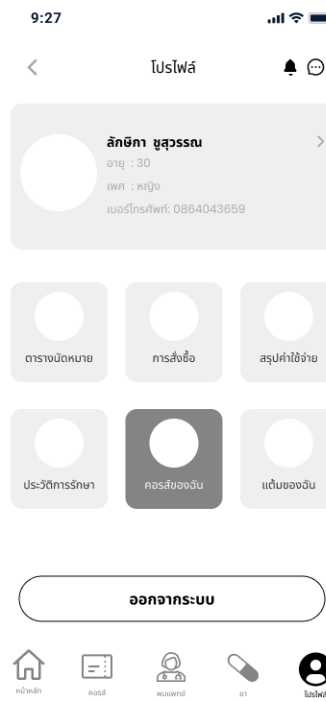 9:27
โปรไฟล์
ลักษิกา ชูสุวรรณ
อายุ : 30
เพศ : หญิง
เบอร์โทรศัพท์: 0864043659
ตารางนัดหมาย
การสั่งซื้อ
สรุปค่าใช้จ่าย
ประวัติการรักษา
คอร์สของฉัน
แต้มของฉัน
ออกจากระบบ
หน้าหลัก
คอร์ส
พบแพทย์
ยา
โปรไฟล์